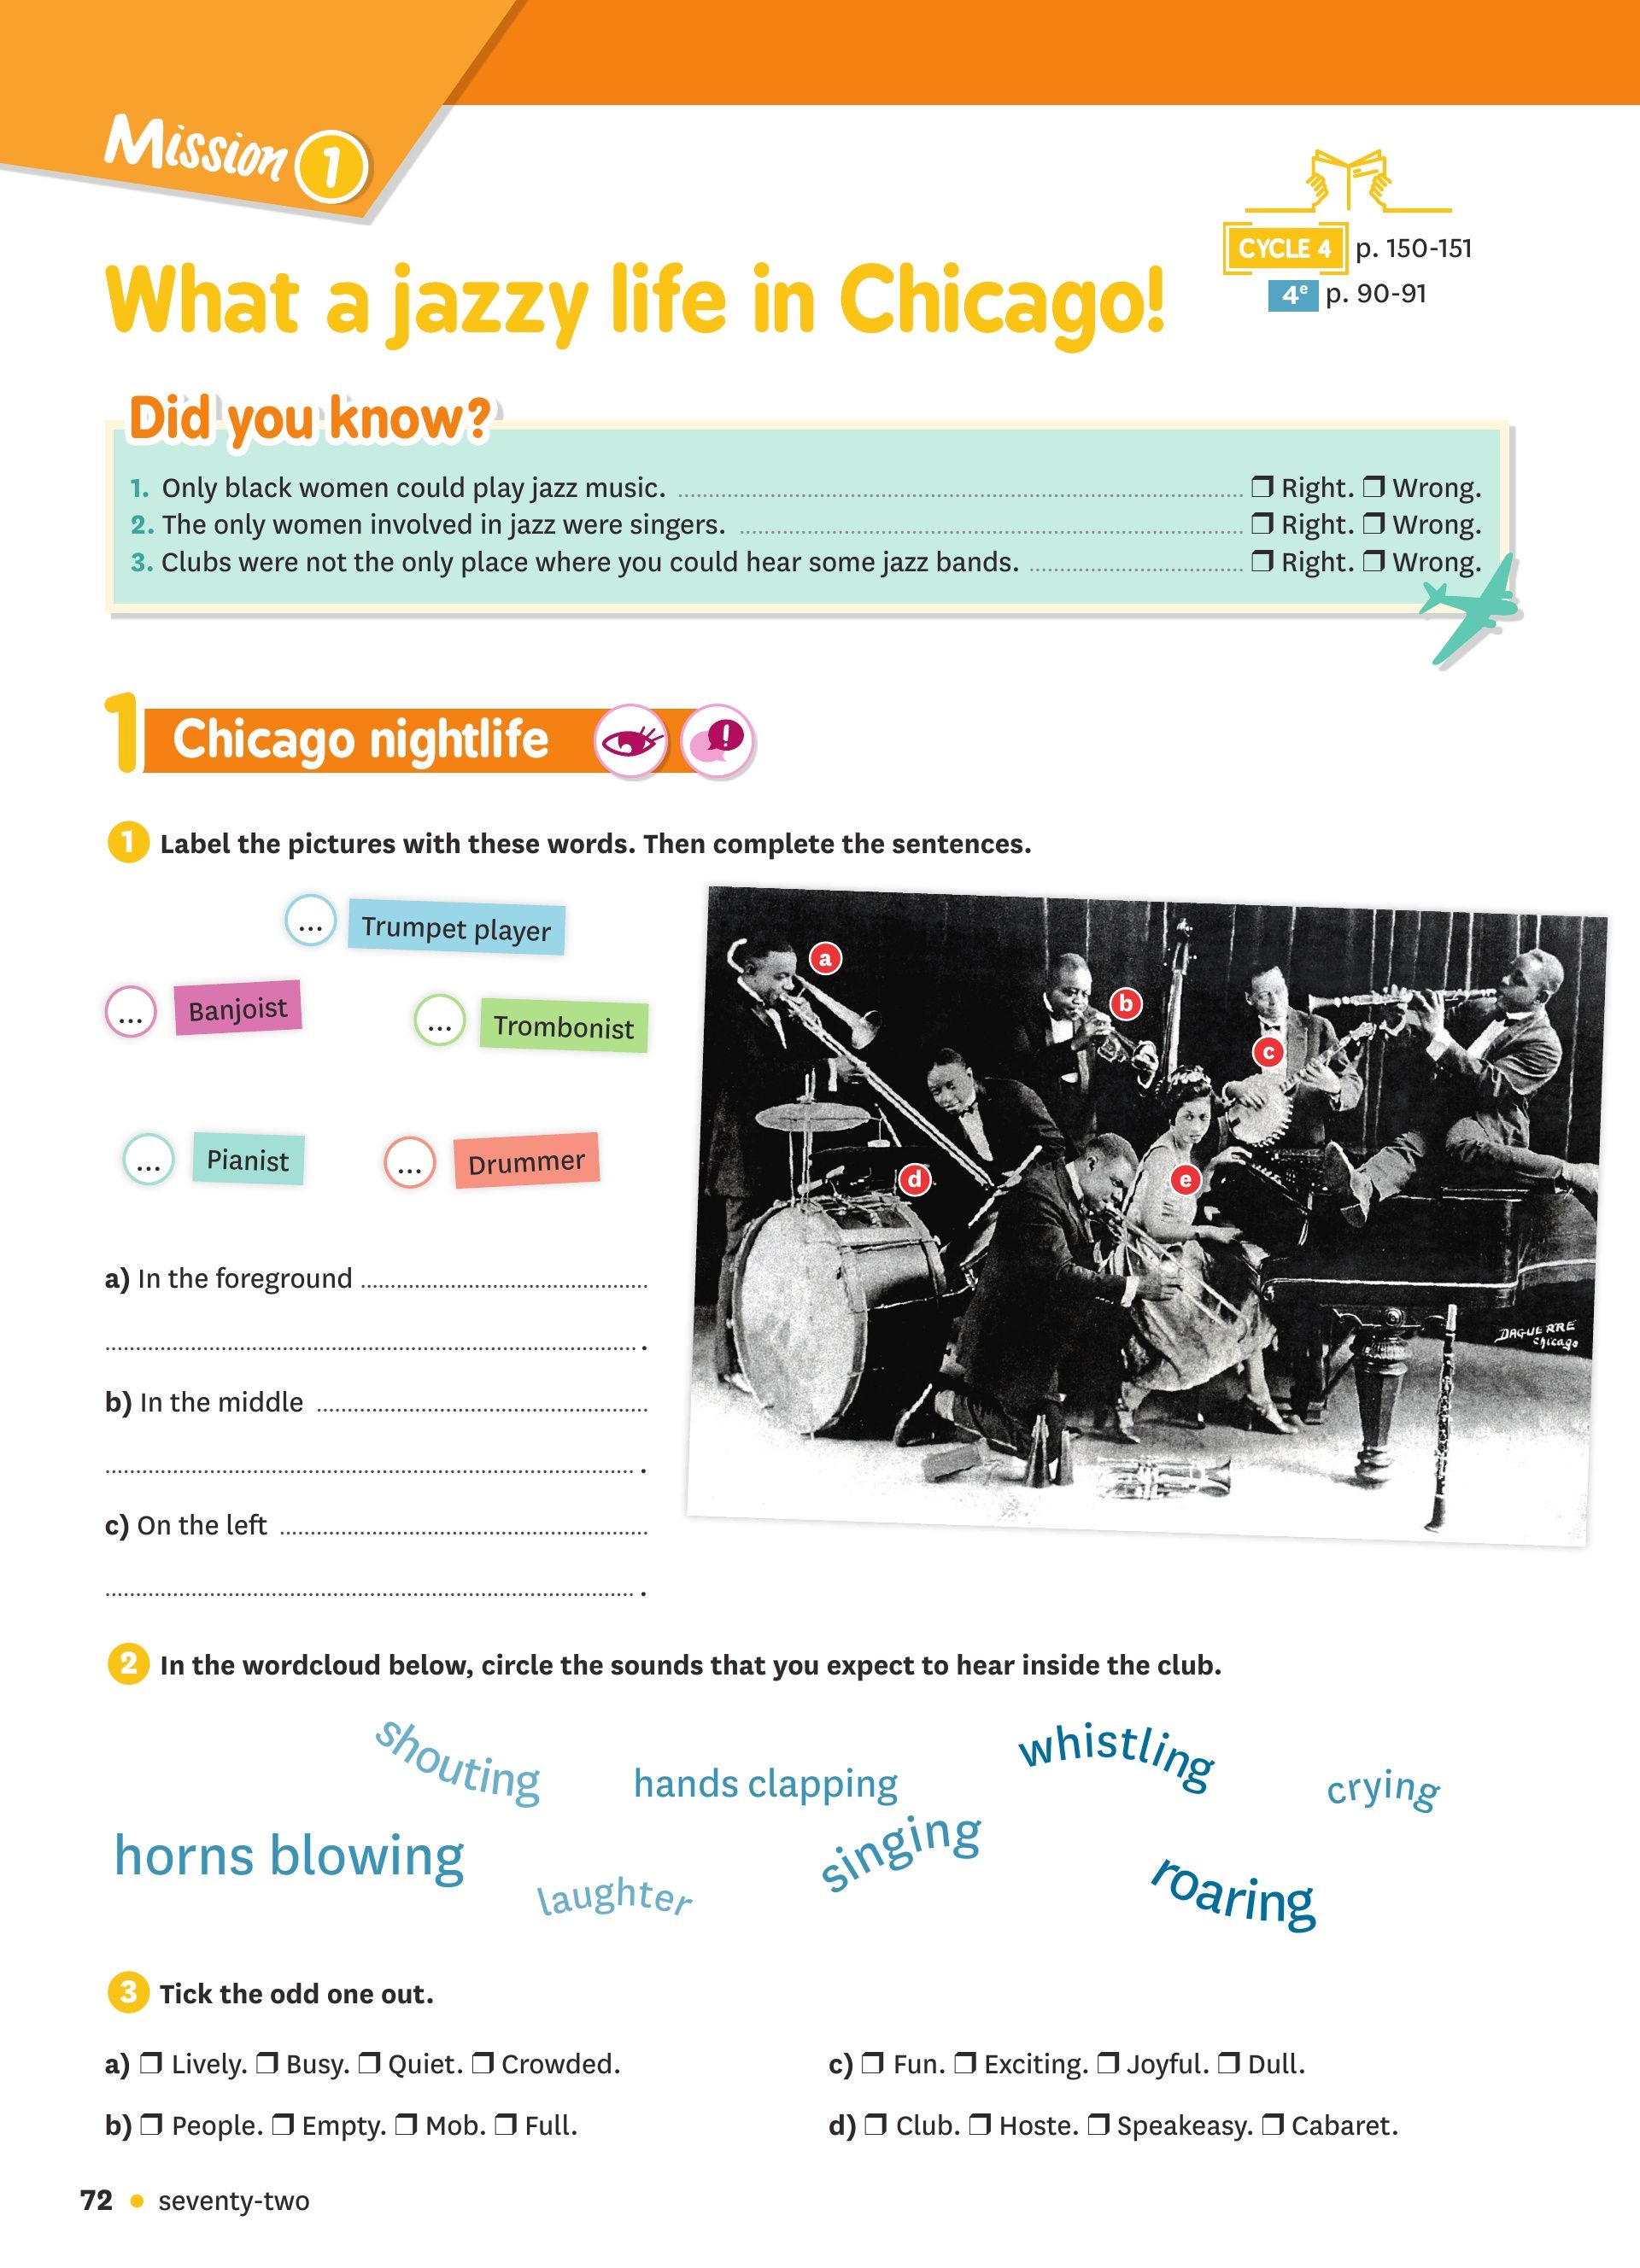 Mission 1
CYCLE 4 p. 150-151
4e p. 90-91
What a jazzy life in Chicago!
Did you know?
1. Only black women could play jazz music. ❒ Right. ❒ Wrong.
2. The only women involved in jazz were singers. ❒ Right. ❒ Wrong.
3. Clubs were not the only place where you could hear some jazz bands. ❒ Right. ❒ Wrong.
1 Chicago nightlife
!
1 Label the pictures with these words. Then complete the sentences.
... Trumpet player
... Banjoist
... Trombonist
... Pianist
... Drummer
a
b
c
d
e
DAGUERRE
Chicago
a) In the foreground
.
b) In the middle
.
c) On the left
.
2 In the wordcloud below, circle the sounds that you expect to hear inside the club.
shouting
hands clapping
whistling
crying
horns blowing
laughter
singing
roaring
3 Tick the odd one out.
a) ❒ Lively. ❒ Busy. ❒ Quiet. ❒ Crowded.
b) ❒ People. ❒ Empty. ❒ Mob. ❒ Full.
c) ❒ Fun. ❒ Exciting. ❒ Joyful. ❒ Dull.
d) ❒ Club. ❒ Hoste. ❒ Speakeasy. ❒ Cabaret.
72 • seventy-two